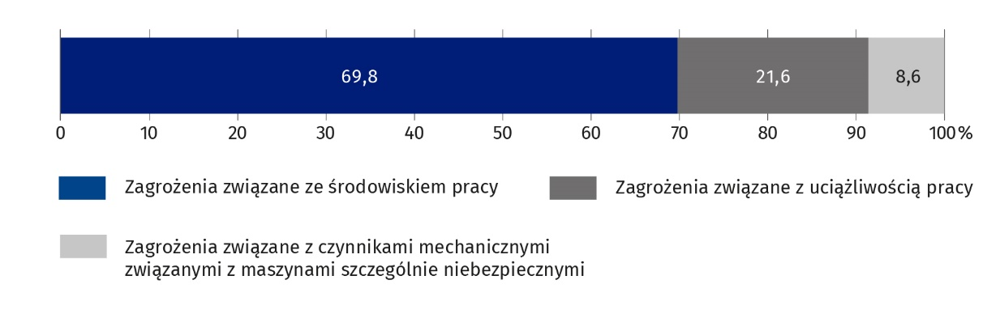 69,8 21,6 8,6
0 10 20 30 40 50 60 70 80 90 100%
Zagrożenia związane ze środowiskiem pracy
Zagrożenia związane z uciążliwością pracy
Zagrożenia związane z czynnikami mechanicznymi
związanymi z maszynami szczególnie niebezpiecznymi